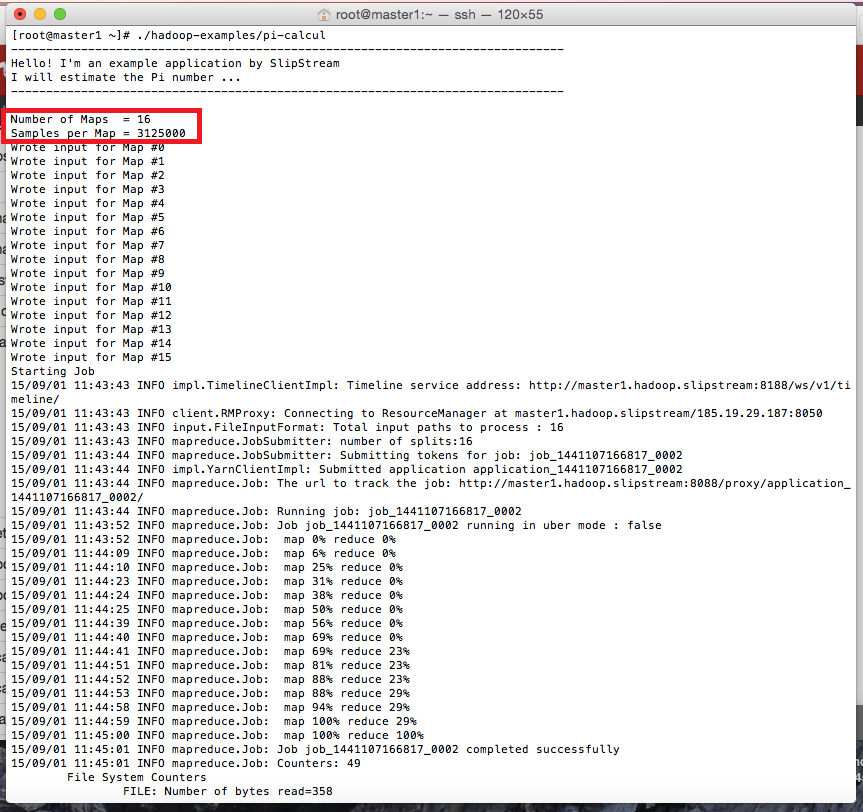 root@master1:~ — ssh — 120×55
[root@master1 ~]# ./hadoop-examples/pi-calcul
-------------------------------------------------------------------------------
Hello! I'm an example application by SlipStream
I will estimate the Pi number ...
-------------------------------------------------------------------------------
Number of Maps  = 16
Samples per Map = 3125000
Wrote input for Map #0
Wrote input for Map #1
Wrote input for Map #2
Wrote input for Map #3
Wrote input for Map #4
Wrote input for Map #5
Wrote input for Map #6
Wrote input for Map #7
Wrote input for Map #8
Wrote input for Map #9
Wrote input for Map #10
Wrote input for Map #11
Wrote input for Map #12
Wrote input for Map #13
Wrote input for Map #14
Wrote input for Map #15
Starting Job
15/09/01 11:43:43 INFO impl.TimelineClientImpl: Timeline service address: http://master1.hadoop.slipstream:8188/ws/v1/ti
meline/
15/09/01 11:43:43 INFO client.RMProxy: Connecting to ResourceManager at master1.hadoop.slipstream/185.19.29.187:8050
15/09/01 11:43:43 INFO input.FileInputFormat: Total input paths to process : 16
15/09/01 11:43:43 INFO mapreduce.JobSubmitter: number of splits:16
15/09/01 11:43:44 INFO mapreduce.JobSubmitter: Submitting tokens for job: job_1441107166817_0002
15/09/01 11:43:44 INFO impl.YarnClientImpl: Submitted application application_1441107166817_0002
15/09/01 11:43:44 INFO mapreduce.Job: The url to track the job: http://master1.hadoop.slipstream:8088/proxy/application_
1441107166817_0002/
15/09/01 11:43:44 INFO mapreduce.Job: Running job: job_1441107166817_0002
15/09/01 11:43:52 INFO mapreduce.Job: Job job_1441107166817_0002 running in uber mode : false
15/09/01 11:43:52 INFO mapreduce.Job:  map 0% reduce 0%
15/09/01 11:44:09 INFO mapreduce.Job:  map 6% reduce 0%
15/09/01 11:44:10 INFO mapreduce.Job:  map 25% reduce 0%
15/09/01 11:44:23 INFO mapreduce.Job:  map 31% reduce 0%
15/09/01 11:44:24 INFO mapreduce.Job:  map 38% reduce 0%
15/09/01 11:44:25 INFO mapreduce.Job:  map 50% reduce 0%
15/09/01 11:44:39 INFO mapreduce.Job:  map 56% reduce 0%
15/09/01 11:44:40 INFO mapreduce.Job:  map 69% reduce 0%
15/09/01 11:44:41 INFO mapreduce.Job:  map 69% reduce 23%
15/09/01 11:44:51 INFO mapreduce.Job:  map 81% reduce 23%
15/09/01 11:44:52 INFO mapreduce.Job:  map 88% reduce 23%
15/09/01 11:44:53 INFO mapreduce.Job:  map 88% reduce 29%
15/09/01 11:44:58 INFO mapreduce.Job:  map 94% reduce 29%
15/09/01 11:44:59 INFO mapreduce.Job:  map 100% reduce 29%
15/09/01 11:45:00 INFO mapreduce.Job:  map 100% reduce 100%
15/09/01 11:45:01 INFO mapreduce.Job: Job job_1441107166817_0002 completed successfully
15/09/01 11:45:01 INFO mapreduce.Job: Counters: 49
File System Counters
FILE: Number of bytes read=358